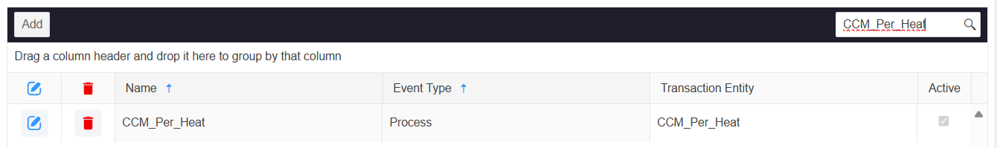 Add CCM_Per_Heat
Drag a column header and drop it here to group by that column
Name ↑ Event Type ↑ Transaction Entity Active
CCM_Per_Heat Process CCM_Per_Heat